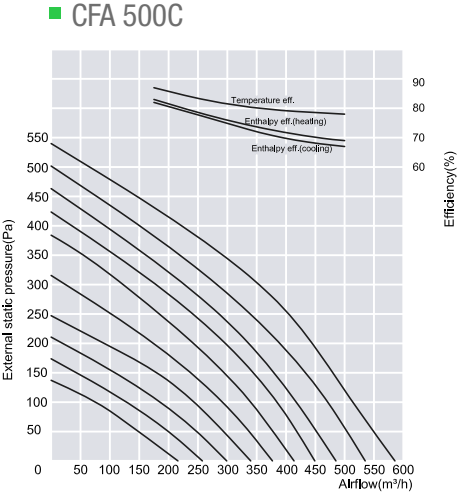 CFA 500C
90
Temperature eff.
80
Enthalpy eff.(heating)
550
70
Enthalpy eff.(cooling)
500
60
450
400
350
300
250
200
150
100
50
External static pressure(Pa)
Efficiency(%)
0 50 100 150 200 250 300 350 400 450 500 550 600
Airflow(m³/h)